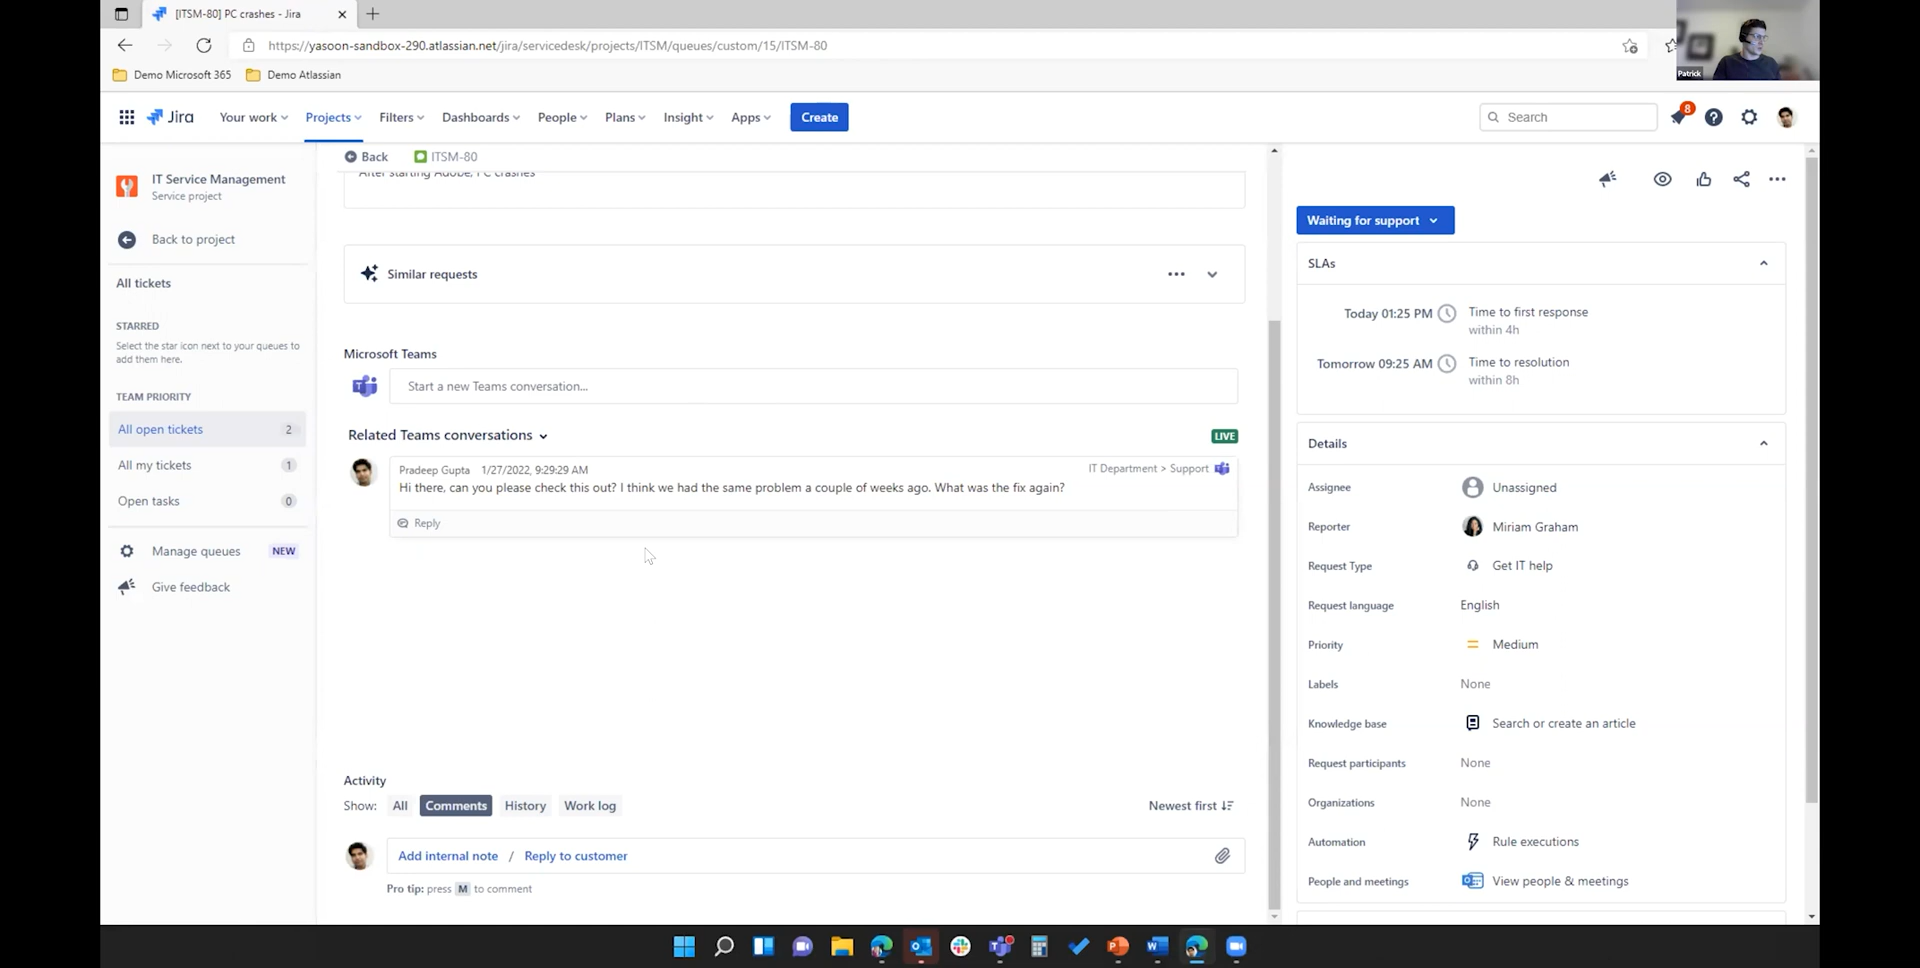 [ITSM-80] PC crashes - Jira
https://yasoon-sandbox-290.atlassian.net/jira/servicedesk/projects/ITSM/queues/custom/15/ITSM-80
Demo Microsoft 365
Demo Atlassian
Patrick
Jira
Your work
Projects
Filters
Dashboards
People
Plans
Insight
Apps
Create
Search
8
IT Service Management
Service project
Back to project
All tickets
STARRED
Select the star icon next to your queues to
add them here.
TEAM PRIORITY
All open tickets 2
All my tickets 1
Open tasks 0
Manage queues NEW
Give feedback
Back
ITSM-80
After starting Adobe, PC crashes
Similar requests
Microsoft Teams
Start a new Teams conversation...
Related Teams conversations
LIVE
Pradeep Gupta 1/27/2022, 9:29:29 AM
IT Department > Support
Hi there, can you please check this out? I think we had the same problem a couple of weeks ago. What was the fix again?
Reply
Activity
Show: All Comments History Work log
Newest first
Add internal note / Reply to customer
Pro tip: press M to comment
Waiting for support
SLAs
Today 01:25 PM Time to first response
within 4h
Tomorrow 09:25 AM Time to resolution
within 8h
Details
Assignee Unassigned
Reporter Miriam Graham
Request Type Get IT help
Request language English
Priority Medium
Labels None
Knowledge base Search or create an article
Request participants None
Organizations None
Automation Rule executions
People and meetings View people & meetings